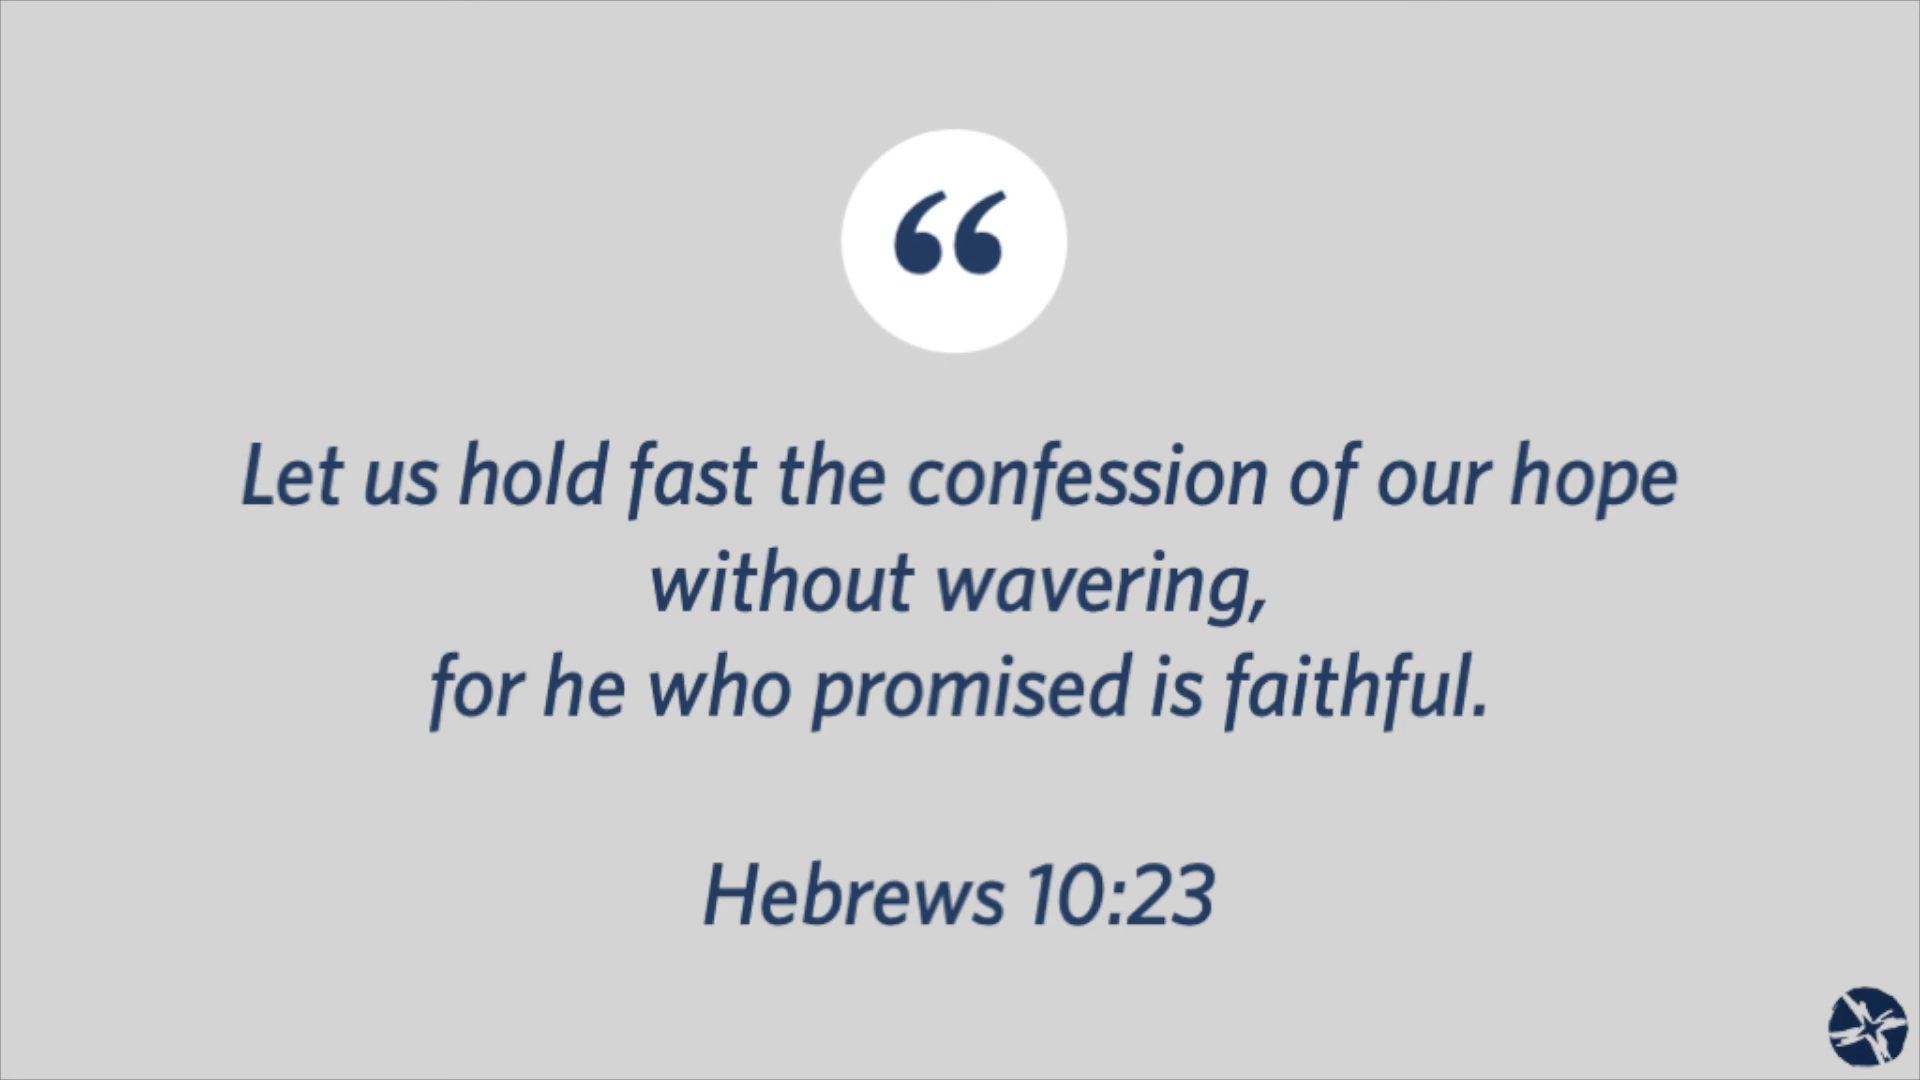 “
Let us hold fast the confession of our hope
without wavering,
for he who promised is faithful.
Hebrews 10:23